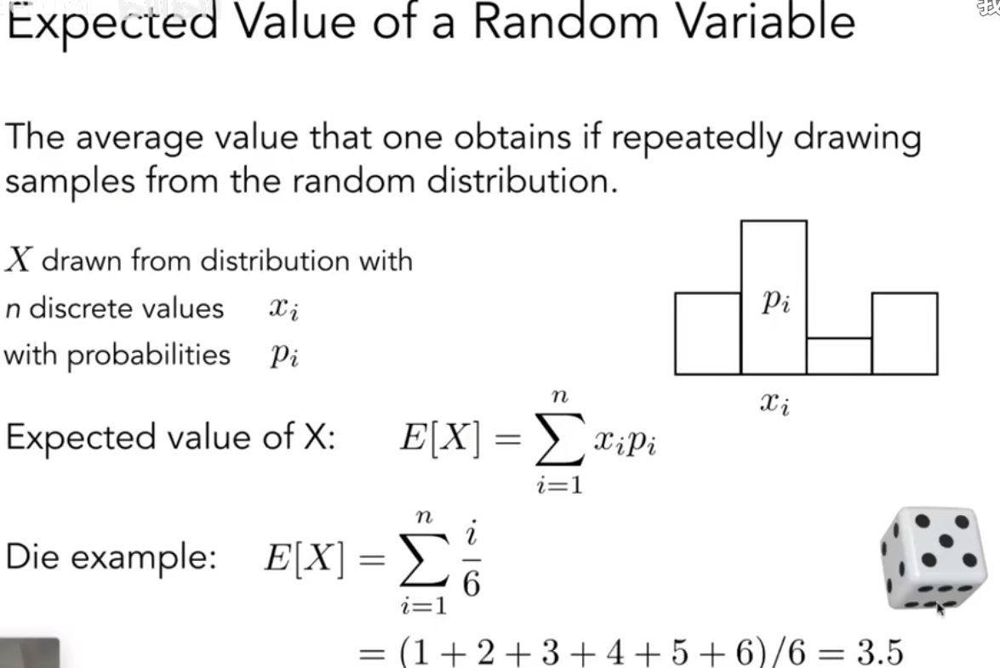 Expected Value of a Random Variable
The average value that one obtains if repeatedly drawing
samples from the random distribution.
X drawn from distribution with
n discrete values x_i
with probabilities p_i
p_i
x_i
Expected value of X: E[X] = \sum_{i=1}^{n} x_i p_i
Die example: E[X] = \sum_{i=1}^{n} \frac{i}{6}
= (1 + 2 + 3 + 4 + 5 + 6)/6 = 3.5